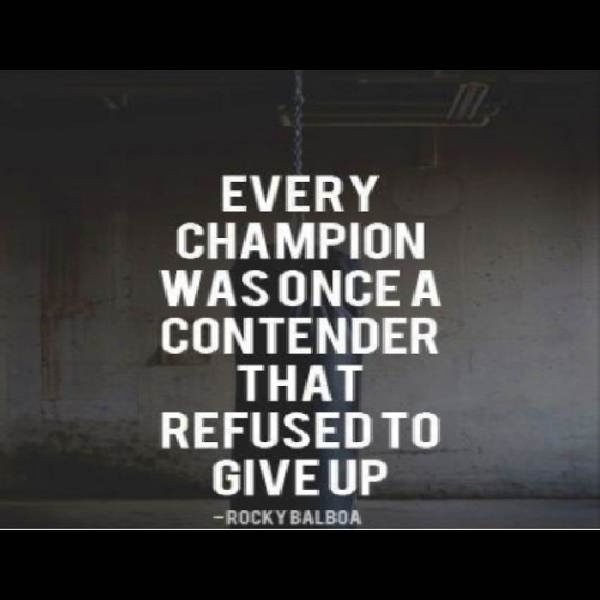 EVERY
CHAMPION
WAS ONCE A
CONTENDER
THAT
REFUSED TO
GIVE UP
-ROCKY BALBOA